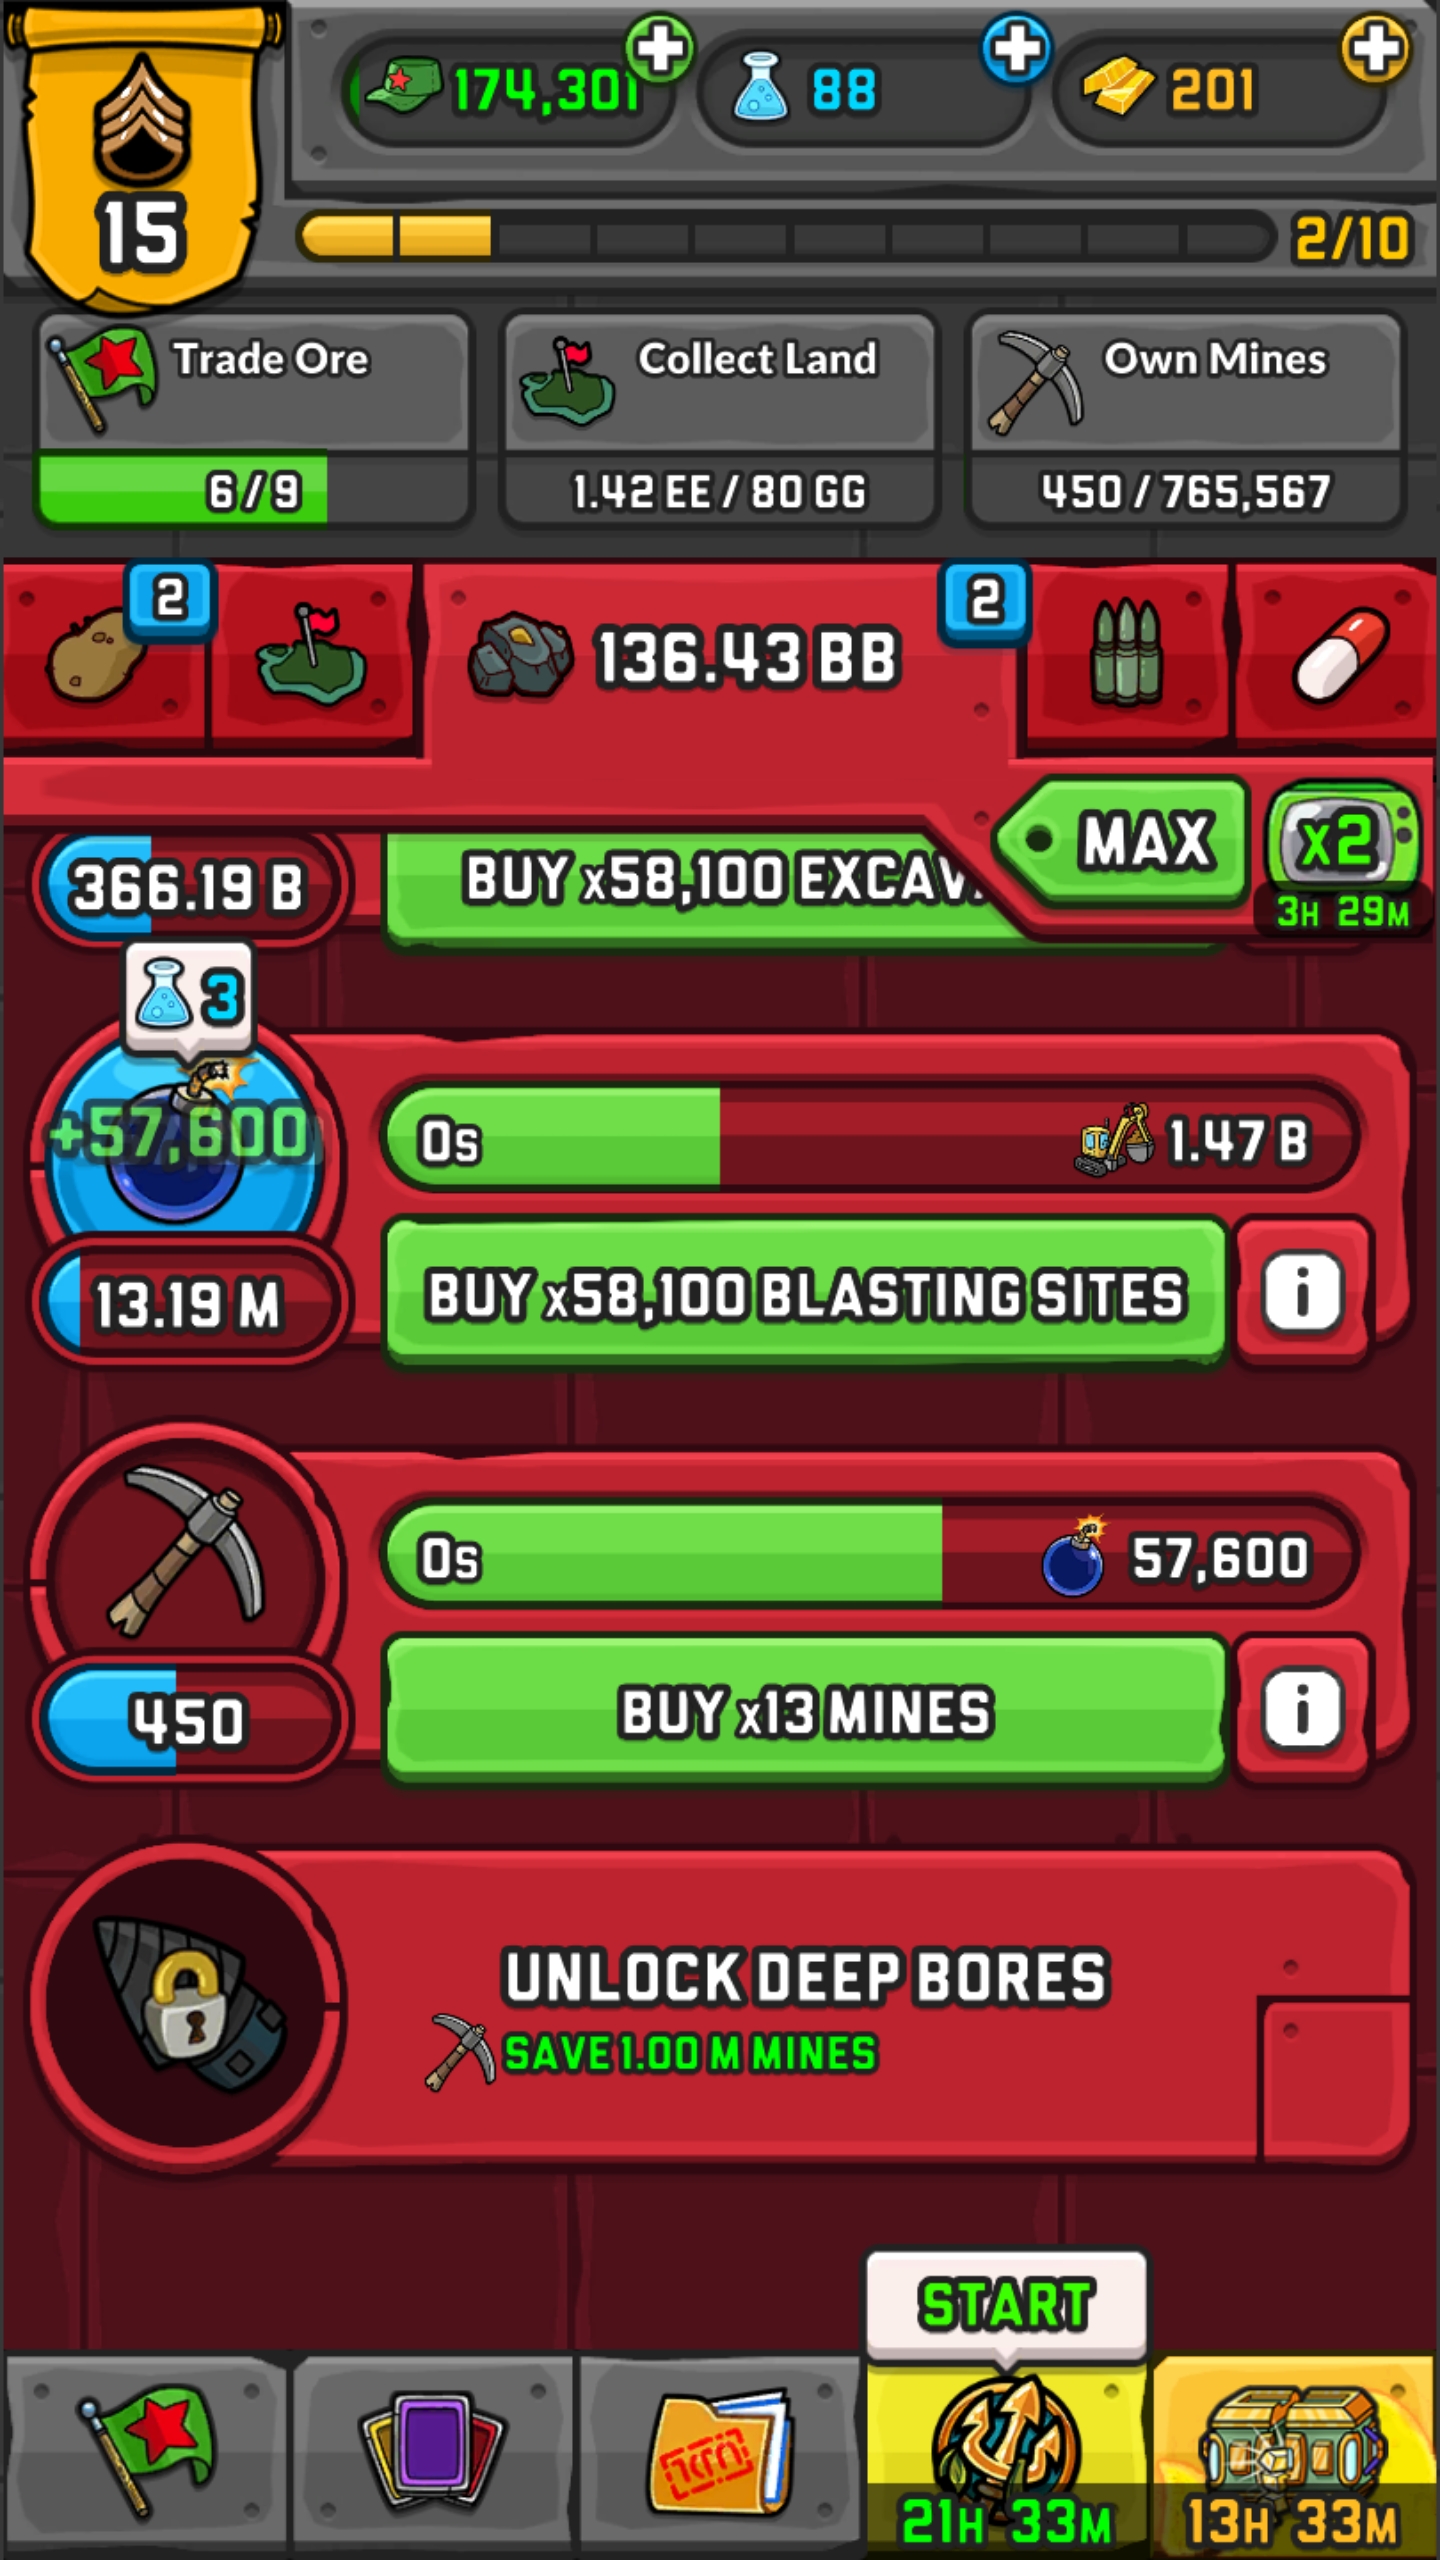 174,301
88
201
15
2/10
Trade Ore
Collect Land
Own Mines
6/9
1.42 EE / 80 GG
450 / 765,567
2
2
136.43 BB
MAX
x2
3H 29M
366.19 B
BUY x58,100 EXCAV
3
+57,600
0s
1.47 B
BUY x58,100 BLASTING SITES
i
13.19 M
0s
57,600
BUY x13 MINES
i
450
UNLOCK DEEP BORES
SAVE 1.00 M MINES
START
21H 33M
13H 33M